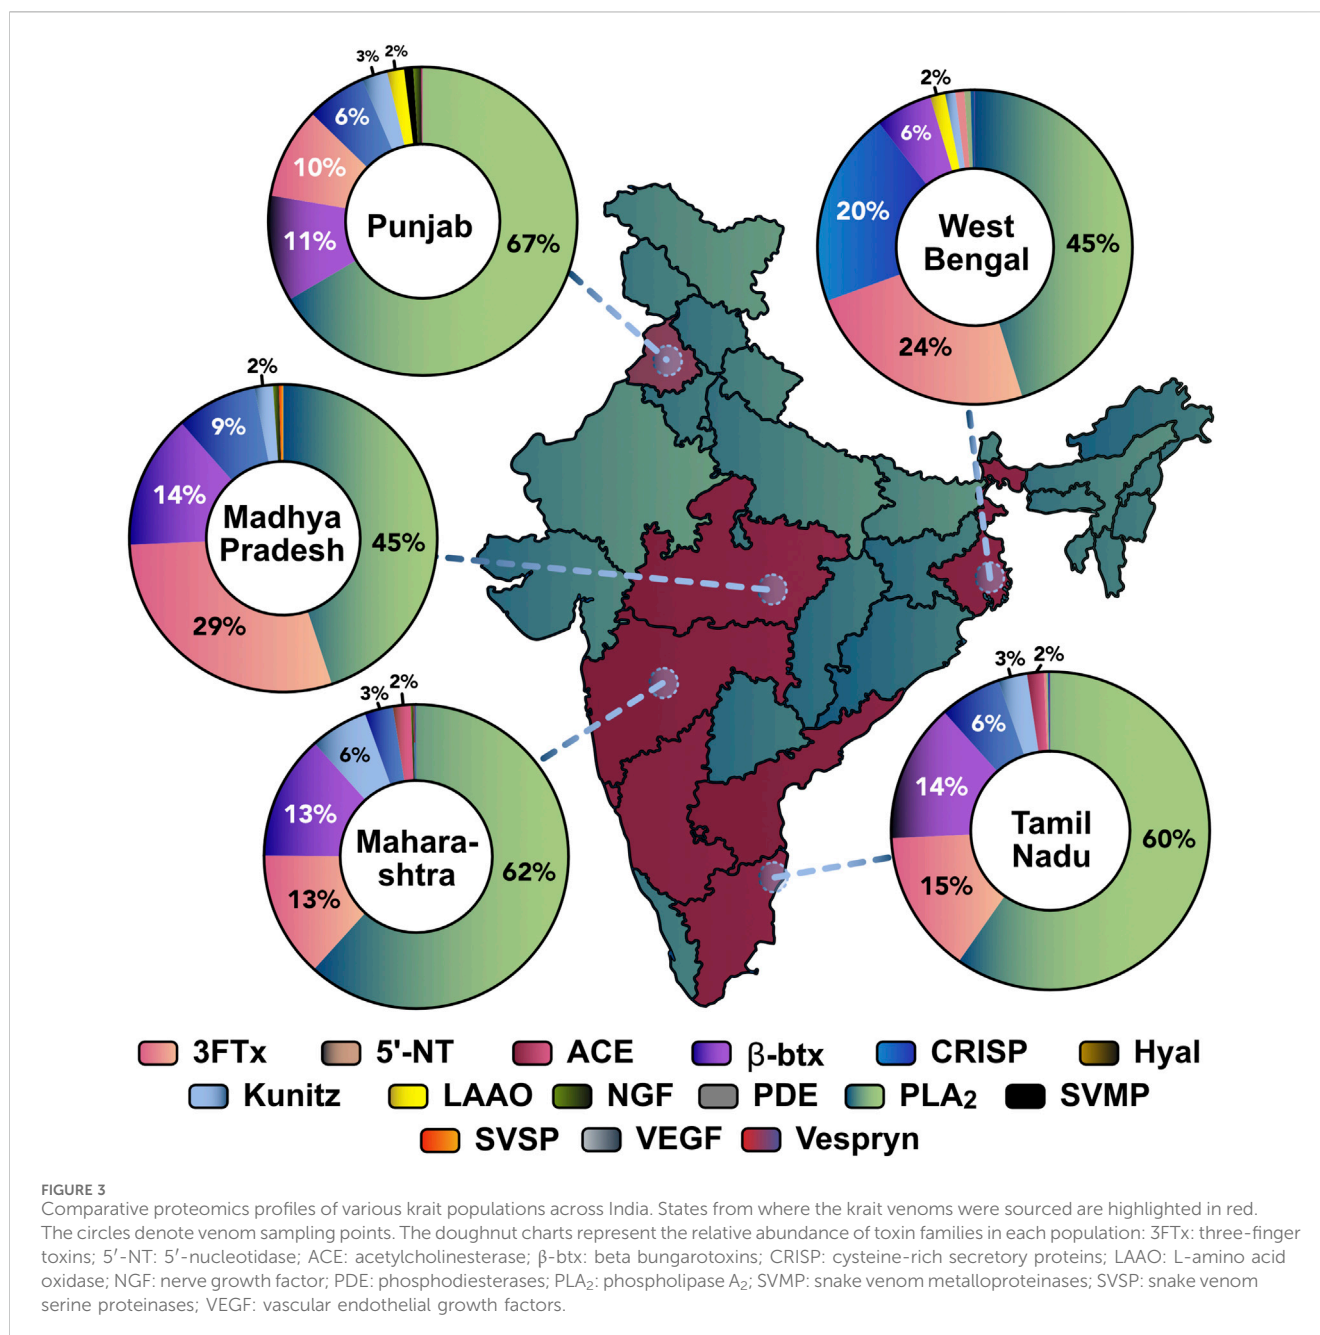 3%
2%
6%
10%
11%
67%
Punjab
2%
6%
20%
45%
24%
West
Bengal
2%
9%
14%
45%
29%
Madhya
Pradesh
3%
2%
6%
13%
13%
62%
Mahara-
shtra
3%
2%
6%
14%
15%
60%
Tamil
Nadu
3FTx 5'-NT ACE β-btx CRISP Hyal
Kunitz LAAO NGF PDE PLA₂ SVMP
SVSP VEGF Vespryn
FIGURE 3
Comparative proteomics profiles of various krait populations across India. States from where the krait venoms were sourced are highlighted in red.
The circles denote venom sampling points. The doughnut charts represent the relative abundance of toxin families in each population: 3FTx: three-finger
toxins; 5′-NT: 5′-nucleotidase; ACE: acetylcholinesterase; β-btx: beta bungarotoxins; CRISP: cysteine-rich secretory proteins; LAAO: L-amino acid
oxidase; NGF: nerve growth factor; PDE: phosphodiesterases; PLA₂: phospholipase A₂; SVMP: snake venom metalloproteinases; SVSP: snake venom
serine proteinases; VEGF: vascular endothelial growth factors.